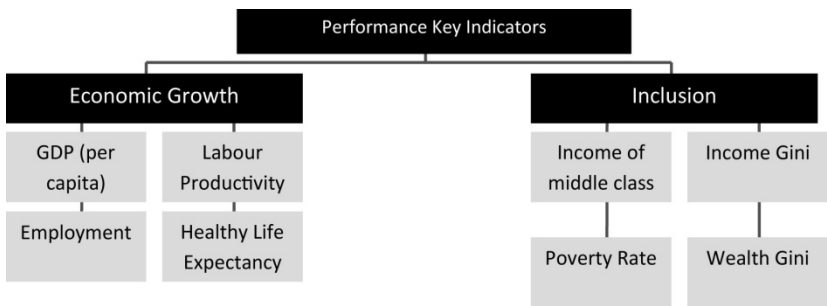 Performance Key Indicators
Economic Growth
Inclusion
GDP (per
capita)
Labour
Productivity
Income of
middle class
Income Gini
Employment
Healthy Life
Expectancy
Poverty Rate
Wealth Gini